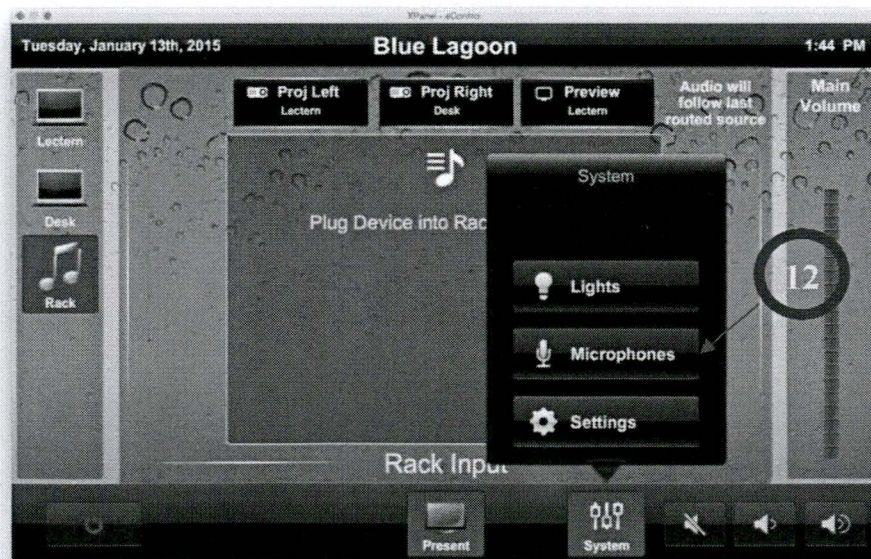 XPanel - eControl
Tuesday, January 13th, 2015
Blue Lagoon
1:44 PM
Lectern
Desk
Rack
Proj Left
Lectern
Proj Right
Desk
Preview
Lectern
Audio will
follow last
routed source
Main
Volume
Plug Device into Rac
System
Lights
Microphones
Settings
12
Rack Input
Present
System